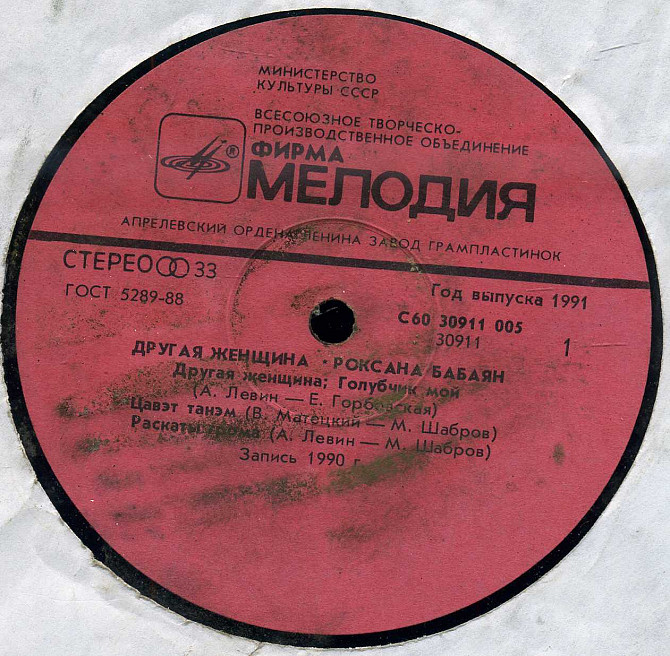 МИНИСТЕРСТВО
КУЛЬТУРЫ СССР
ВСЕСОЮЗНОЕ ТВОРЧЕСКО-
ПРОИЗВОДСТВЕННОЕ ОБЪЕДИНЕНИЕ
®
ФИРМА
МЕЛОДИЯ
АПРЕЛЕВСКИЙ ОРДЕНА ЛЕНИНА ЗАВОД ГРАМПЛАСТИНОК
СТЕРЕО 33
ГОСТ 5289-88
Год выпуска 1991
С60 30911 005
30911
1
ДРУГАЯ ЖЕНЩИНА · РОКСАНА БАБАЯН
Другая женщина; Голубчик мой
(А. Левин — Е. Горбовская)
Цавэт танэм (В. Матецкий — М. Шабров)
Раскаты грома (А. Левин — М. Шабров)
Запись 1990 г.